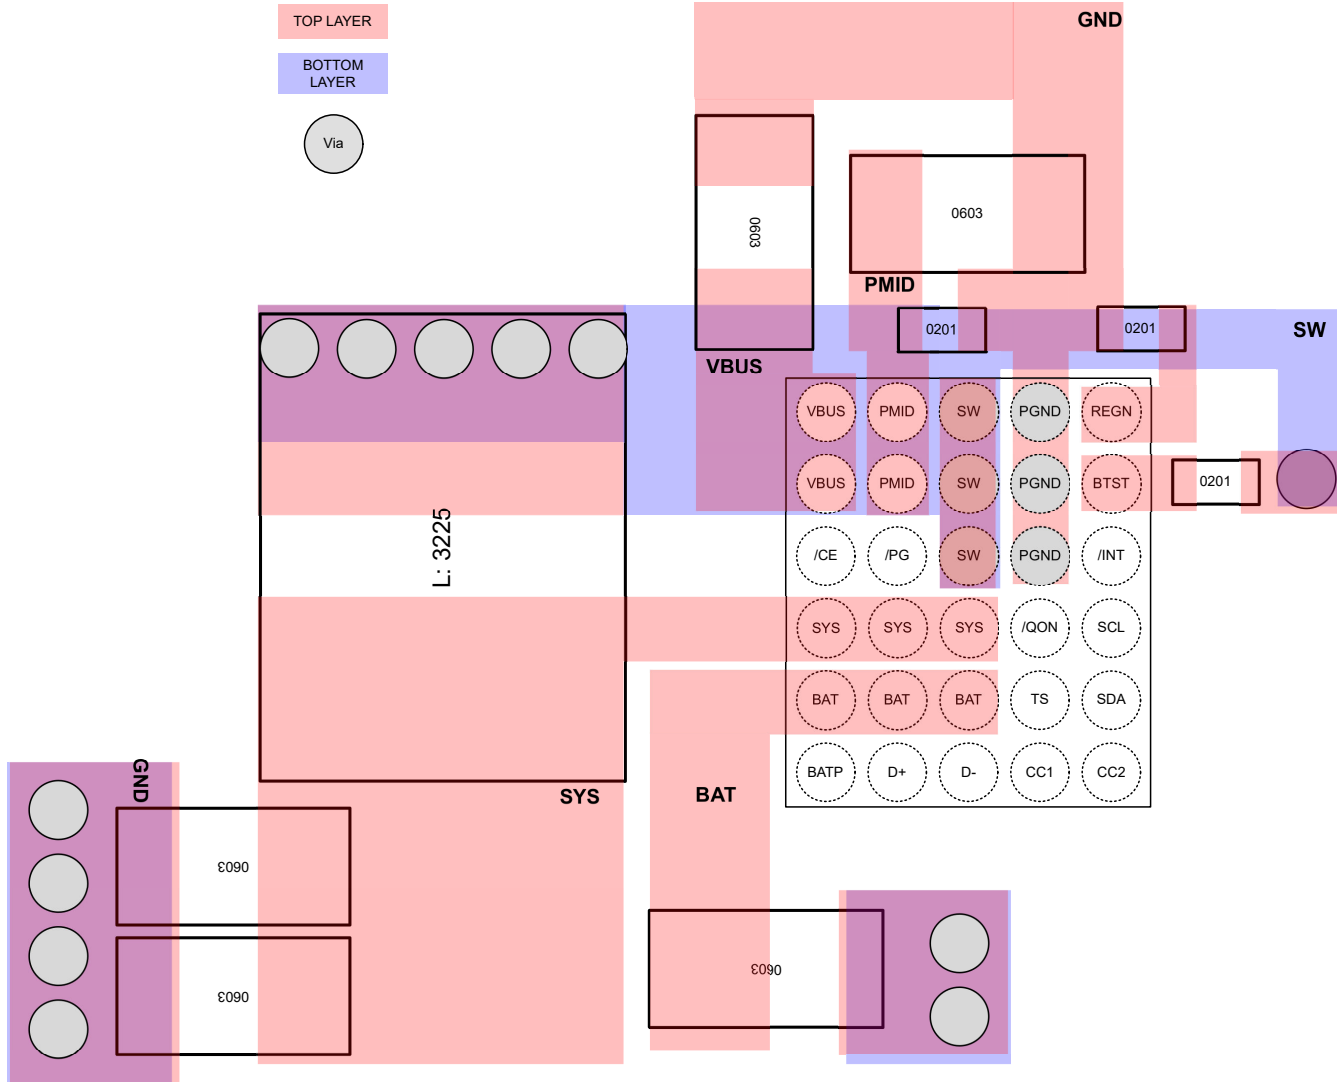 TOP LAYER
BOTTOM
LAYER
Via
GND
0603
0603
PMID
0201
0201
SW
VBUS
VBUS PMID SW PGND REGN
VBUS PMID SW PGND BTST
0201
/CE /PG SW PGND /INT
L: 3225
SYS SYS SYS /QON SCL
BAT BAT BAT TS SDA
BATP D+ D- CC1 CC2
GND
SYS
BAT
0603
0603
0603